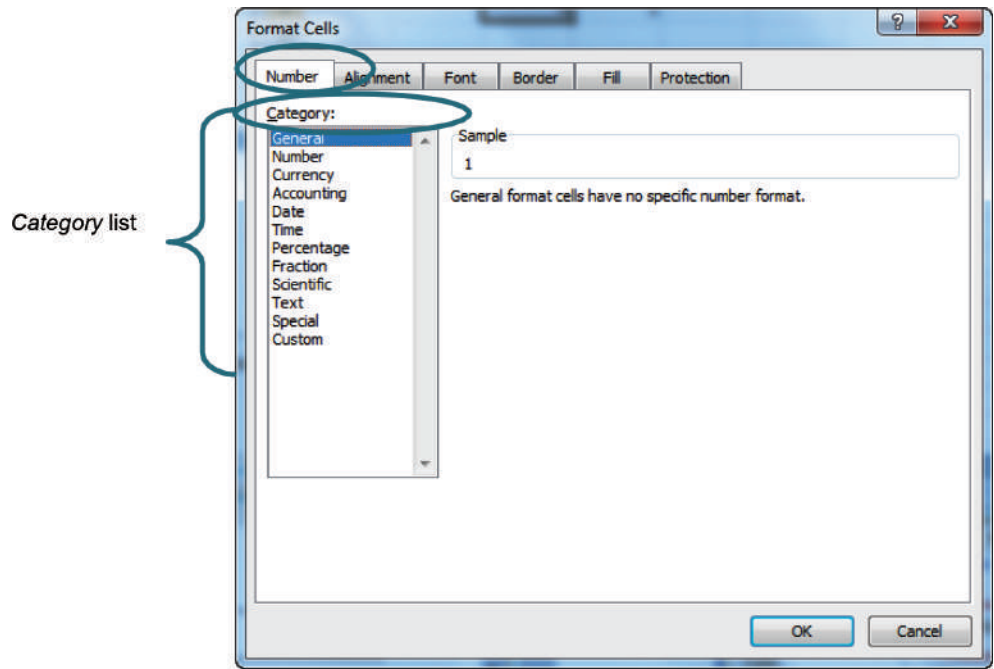 Format Cells
Number Alignment Font Border Fill Protection
Category:
General
Number
Currency
Accounting
Date
Time
Percentage
Fraction
Scientific
Text
Special
Custom
Sample
1
General format cells have no specific number format.
Category list
OK Cancel